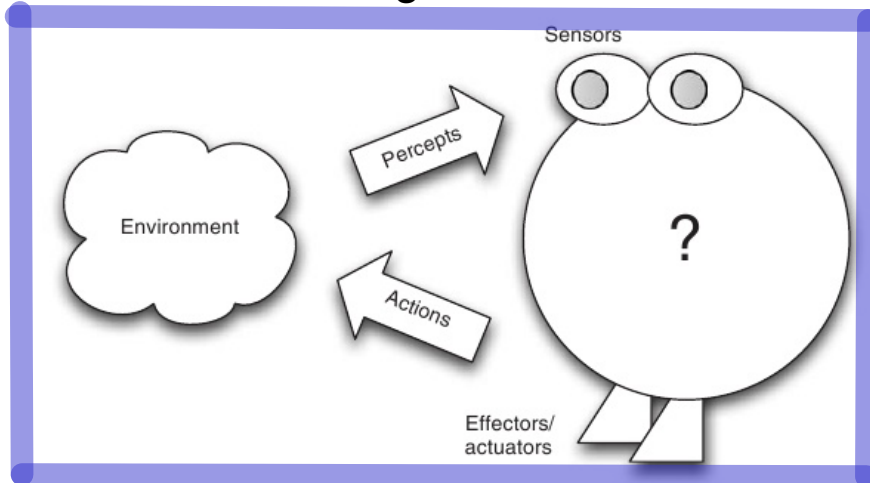 Sensors
Percepts
Environment
?
Actions
Effectors/
actuators